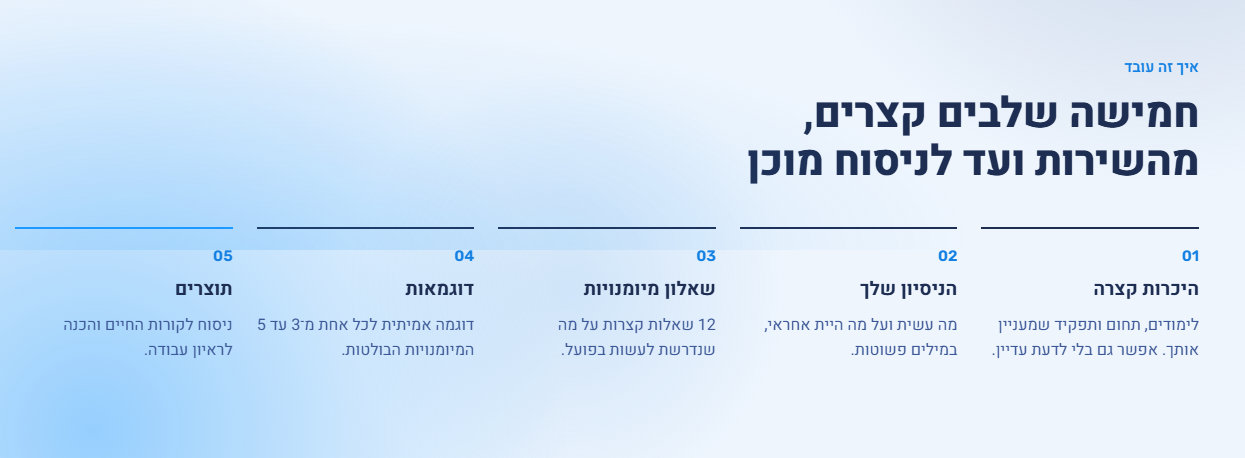 איך זה עובד
חמישה שלבים קצרים,
מהשירות ועד לניסוח מוכן
01
היכרות קצרה
לימודים, תחום ותפקיד שמעניין
אותך. אפשר גם בלי לדעת עדיין.
02
הניסיון שלך
מה עשית ועל מה היית אחראי,
במילים פשוטות.
03
שאלון מיומנויות
12 שאלות קצרות על מה
שנדרשת לעשות בפועל.
04
דוגמאות
דוגמה אמיתית לכל אחת מ־3 עד 5
המיומנויות הבולטות.
05
תוצרים
ניסוח לקורות החיים והכנה
לראיון עבודה.